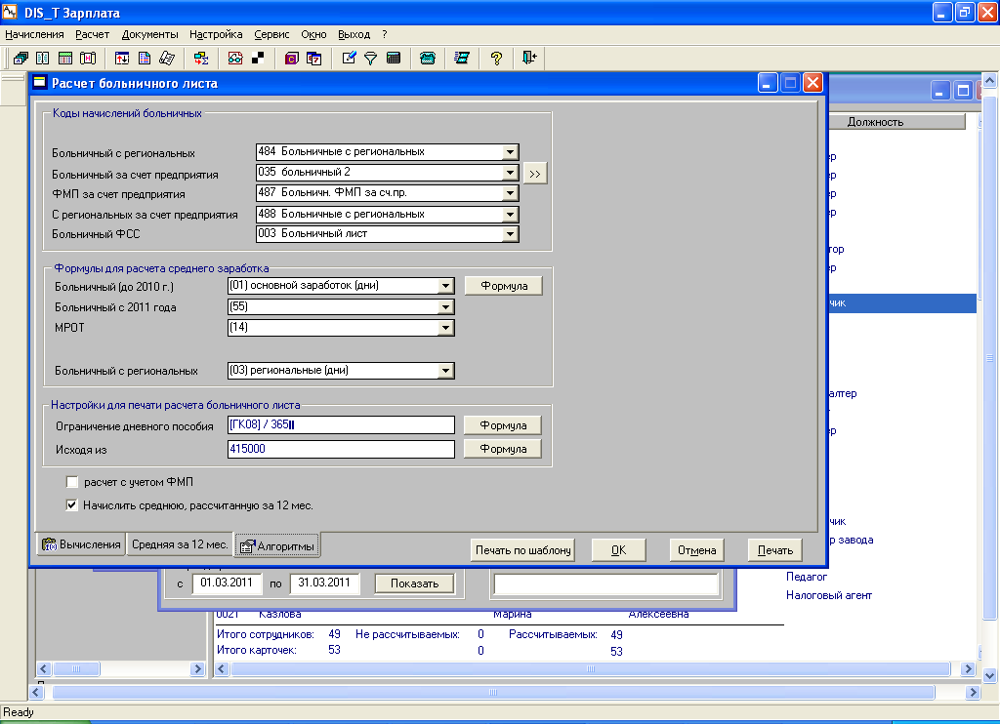 DIS_T Зарплата
Начисления Расчет Документы Настройка Сервис Окно Выход ?
Расчет больничного листа
Должность
Коды начислений больничных
Больничный с региональных 484 Больничные с региональных
Больничный за счет предприятия 035 больничный 2 >>
ФМП за счет предприятия 487 Больничн. ФМП за сч.пр.
С региональных за счет предприятия 488 Больничные с региональных
Больничный ФСС 003 Больничный лист
Формулы для расчета среднего заработка
Больничный (до 2010 г.) (01) основной заработок (дни) Формула
Больничный с 2011 года (55)
чик
МРОТ (14)
Больничный с региональных (03) региональные (дни)
алтер
Настройки для печати расчета больничного листа
Ограничение дневного пособия [ГК08] / 365 Формула
Исходя из 415000 Формула
расчет с учетом ФМП
Начислить среднюю, рассчитанную за 12 мес.
чик
р завода
Вычисления Средняя за 12 мес. Алгоритмы Печать по шаблону OK Отмена Печать
Педагог
с 01.03.2011 по 31.03.2011 Показать
Налоговый агент
0021 Казлова Марина Алексеевна
Итого сотрудников: 49 Не рассчитываемых: 0 Рассчитываемых: 49
Итого карточек: 53 0 53
Ready